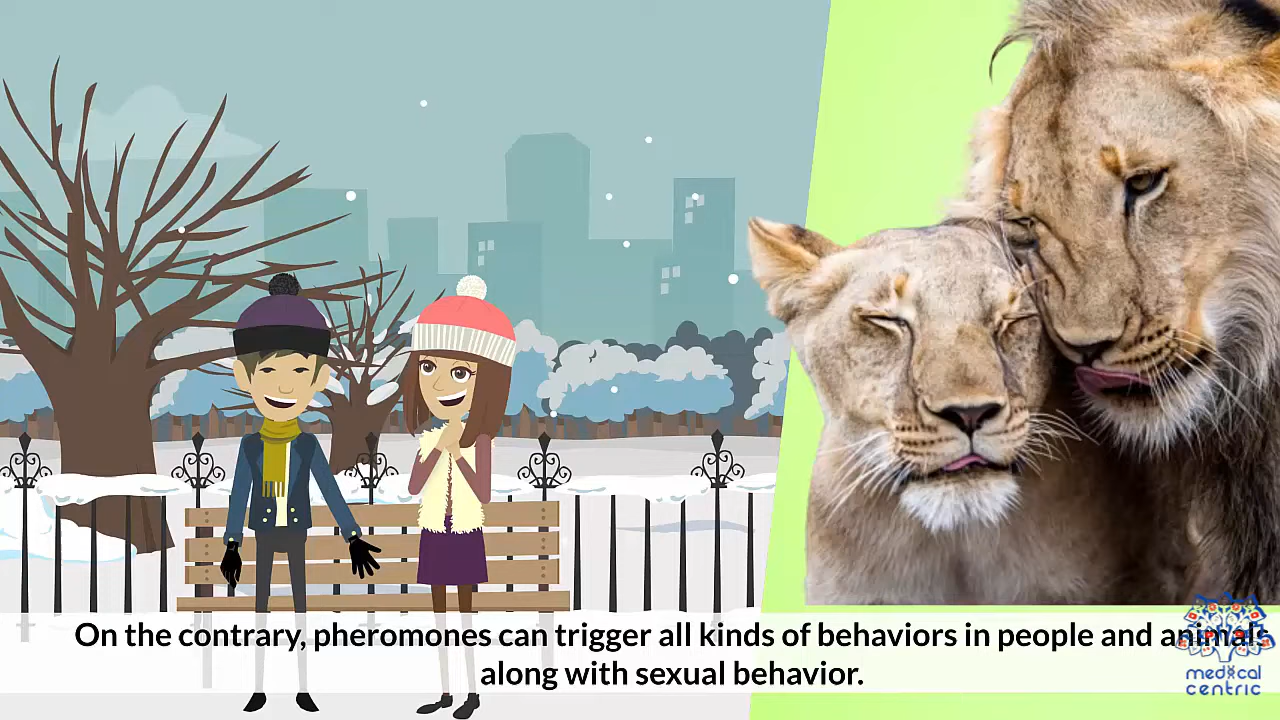 On the contrary, pheromones can trigger all kinds of behaviors in people and animals
along with sexual behavior.
medical
centric